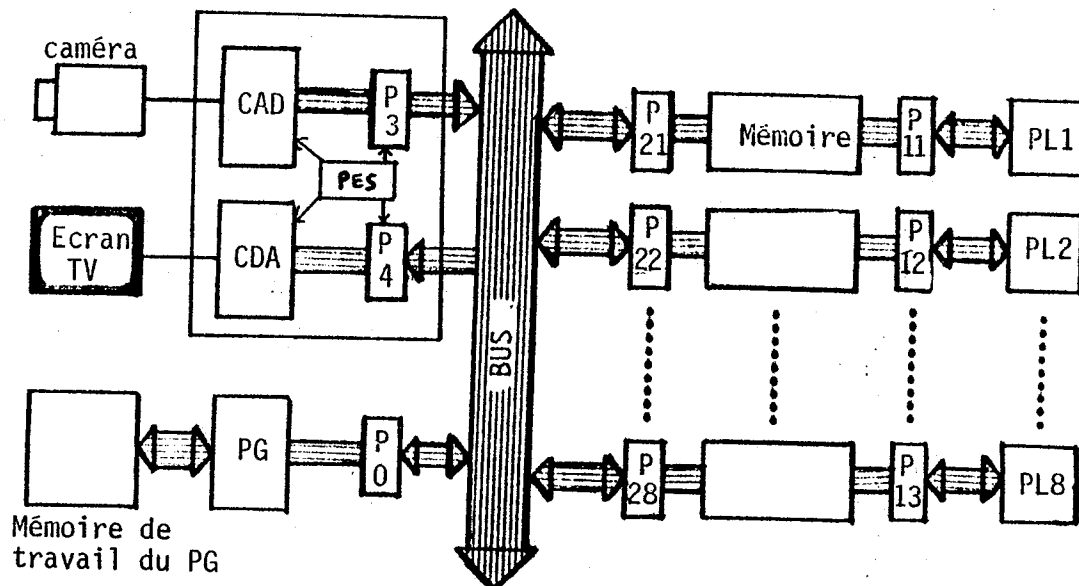 caméra
CAD
P
3
PES
Ecran
TV
CDA
P
4
BUS
P
21
Mémoire
P
11
PL1
P
22
P
12
PL2
PG
P
0
P
28
P
13
PL8
Mémoire de
travail du PG